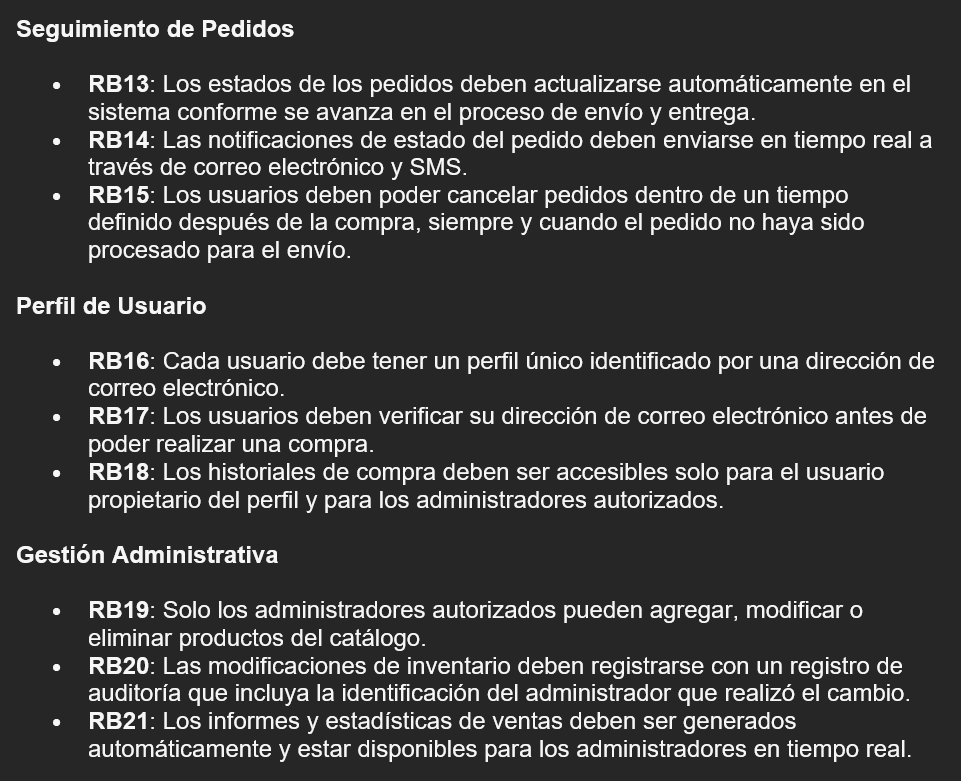 Seguimiento de Pedidos
• RB13: Los estados de los pedidos deben actualizarse automáticamente en el
sistema conforme se avanza en el proceso de envío y entrega.
• RB14: Las notificaciones de estado del pedido deben enviarse en tiempo real a
través de correo electrónico y SMS.
• RB15: Los usuarios deben poder cancelar pedidos dentro de un tiempo
definido después de la compra, siempre y cuando el pedido no haya sido
procesado para el envío.
Perfil de Usuario
• RB16: Cada usuario debe tener un perfil único identificado por una dirección de
correo electrónico.
• RB17: Los usuarios deben verificar su dirección de correo electrónico antes de
poder realizar una compra.
• RB18: Los historiales de compra deben ser accesibles solo para el usuario
propietario del perfil y para los administradores autorizados.
Gestión Administrativa
• RB19: Solo los administradores autorizados pueden agregar, modificar o
eliminar productos del catálogo.
• RB20: Las modificaciones de inventario deben registrarse con un registro de
auditoría que incluya la identificación del administrador que realizó el cambio.
• RB21: Los informes y estadísticas de ventas deben ser generados
automáticamente y estar disponibles para los administradores en tiempo real.